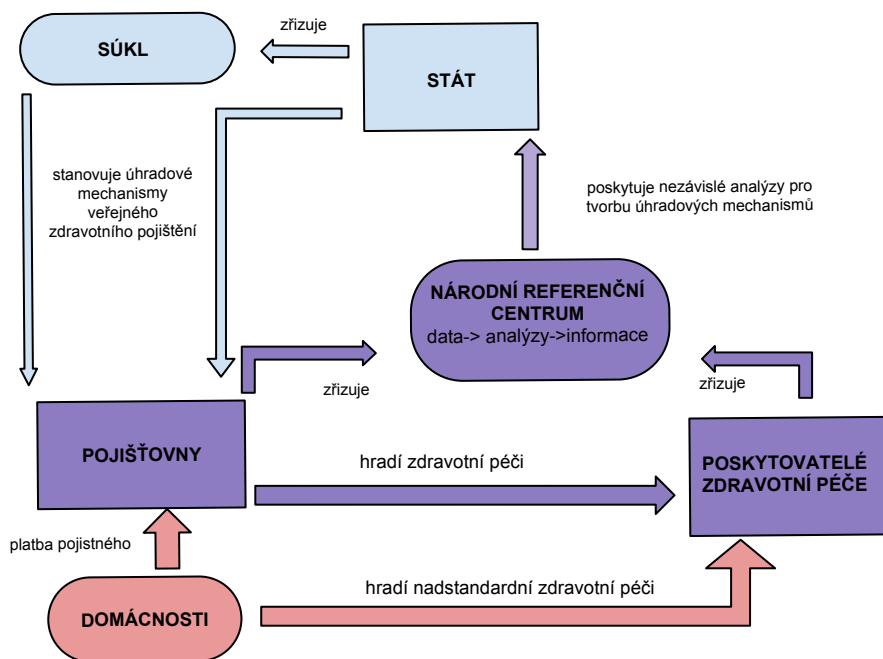 zřizuje
SÚKL
STÁT
stanovuje úhradové
mechanismy
veřejného
zdravotního pojištění
poskytuje nezávislé analýzy pro
tvorbu úhradových mechanismů
NÁRODNÍ REFERENČNÍ
CENTRUM
data-> analýzy->informace
zřizuje
zřizuje
POJIŠŤOVNY
hradí zdravotní péči
POSKYTOVATELÉ
ZDRAVOTNÍ PÉČE
platba pojistného
hradí nadstandardní zdravotní péči
DOMÁCNOSTI